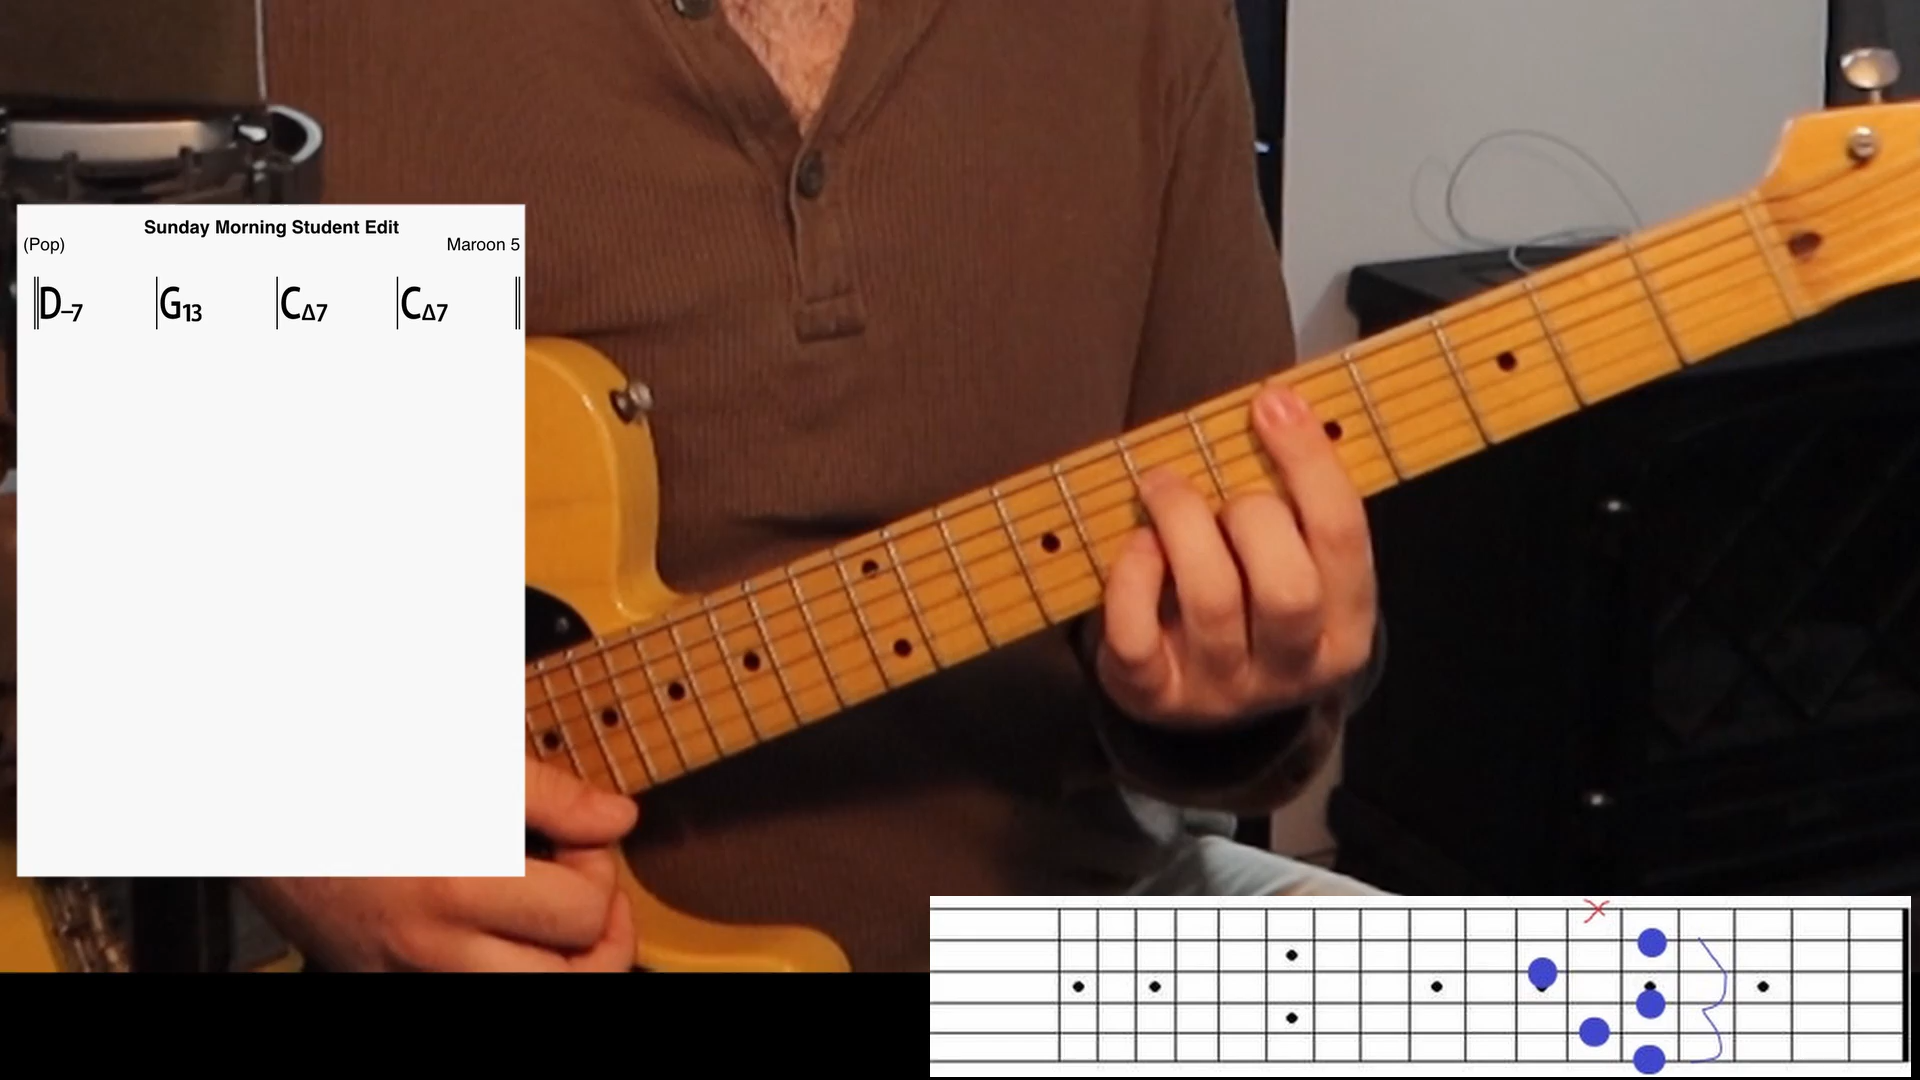 Sunday Morning Student Edit
(Pop)
Maroon 5
D–7 G13 CΔ7 CΔ7